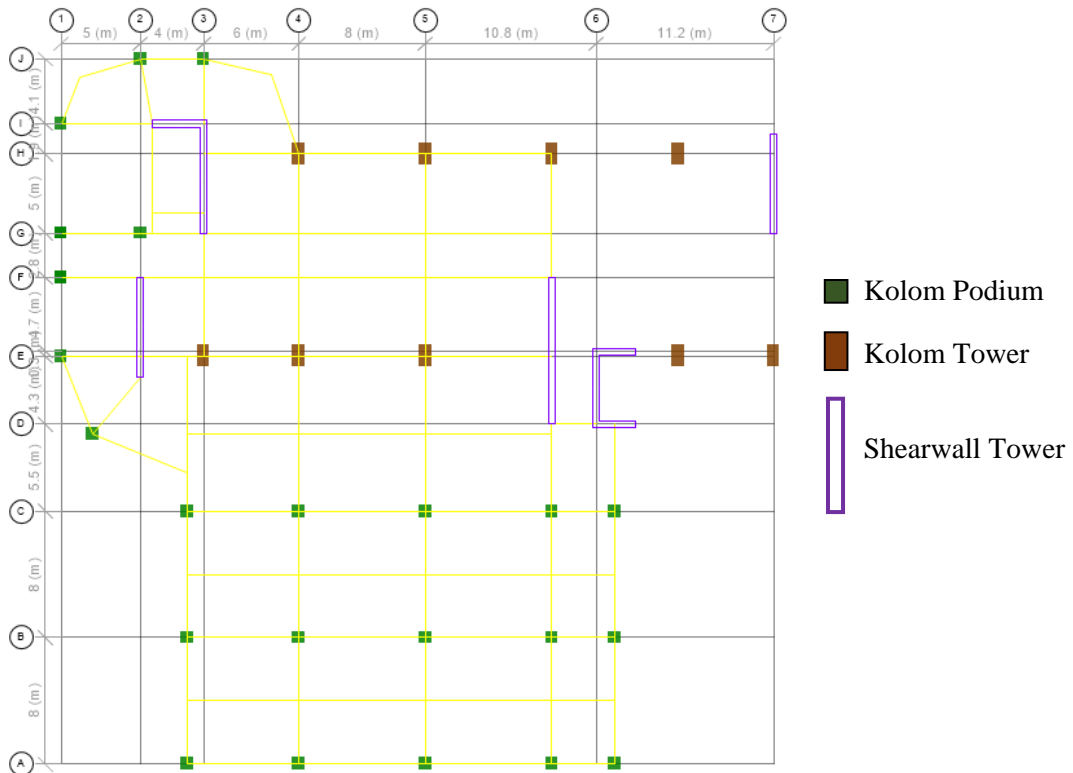 1 2 3 4 5 6 7
5 (m) 4 (m) 6 (m) 8 (m) 10.8 (m) 11.2 (m)
J
4.1 (m)
I
H
5 (m)
G
F
4.7 (m)
E
4.3 (m)
D
5.5 (m)
C
8 (m)
B
8 (m)
A
Kolom Podium
Kolom Tower
Shearwall Tower